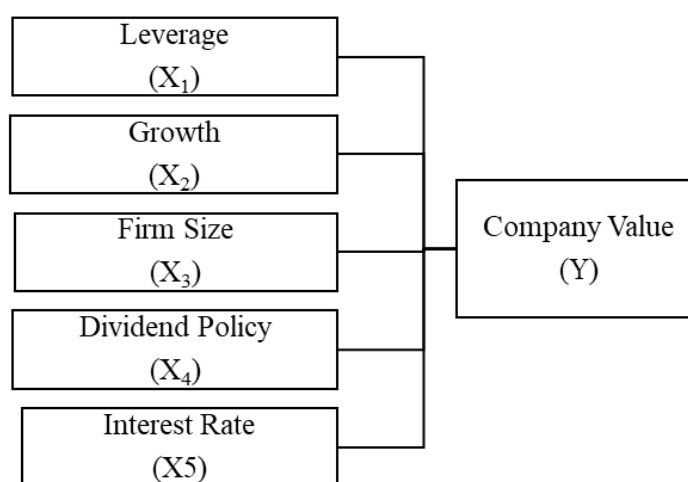 Leverage
(X₁)
Growth
(X₂)
Firm Size
(X₃)
Dividend Policy
(X₄)
Interest Rate
(X5)
Company Value
(Y)